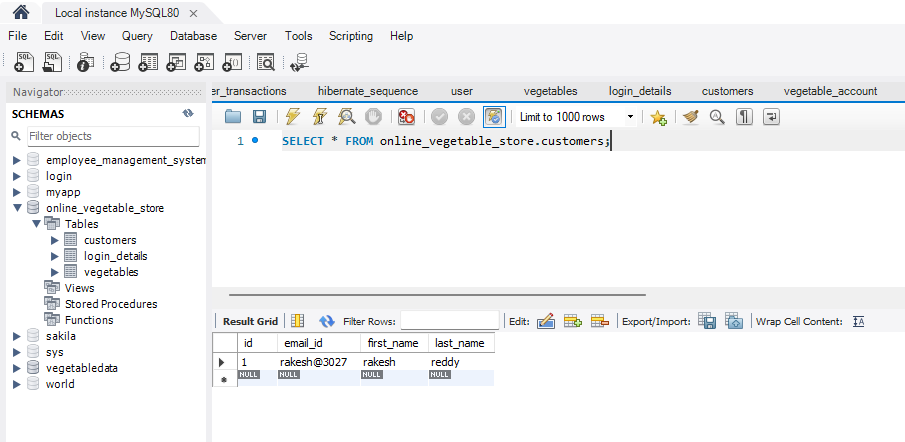 Local instance MySQL80 ×
File Edit View Query Database Server Tools Scripting Help
Navigator
SCHEMAS
Filter objects
employee_management_system
login
myapp
online_vegetable_store
Tables
customers
login_details
vegetables
Views
Stored Procedures
Functions
sakila
sys
vegetabledata
world
er_transactions hibernate_sequence user vegetables login_details customers vegetable_account
Limit to 1000 rows
1 SELECT * FROM online_vegetable_store.customers;
Result Grid Filter Rows: Edit: Export/Import: Wrap Cell Content: IA
id email_id first_name last_name
1 rakesh@3027 rakesh reddy
NULL NULL NULL NULL